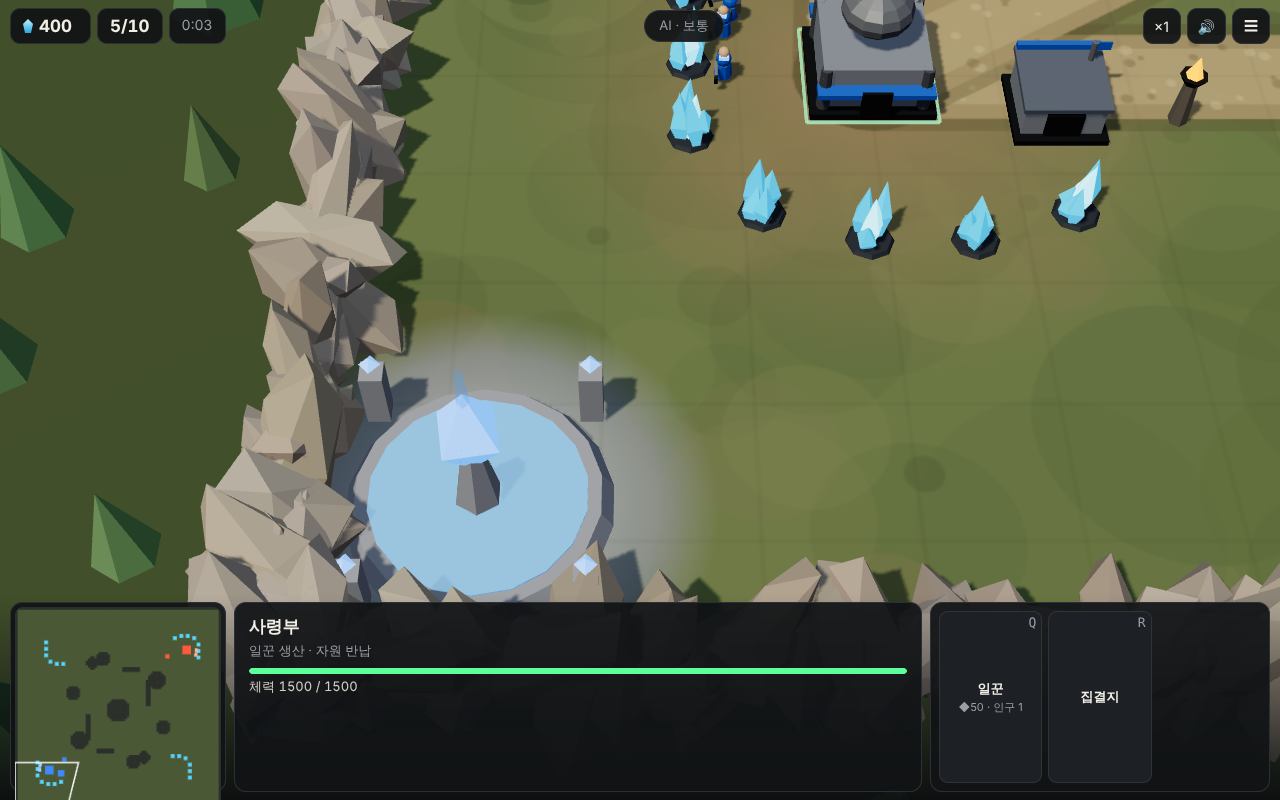 400
5/10
0:03
AI · 보통
×1
사령부
일꾼 생산 · 자원 반납
체력 1500 / 1500
Q
일꾼
◆50 · 인구 1
R
집결지